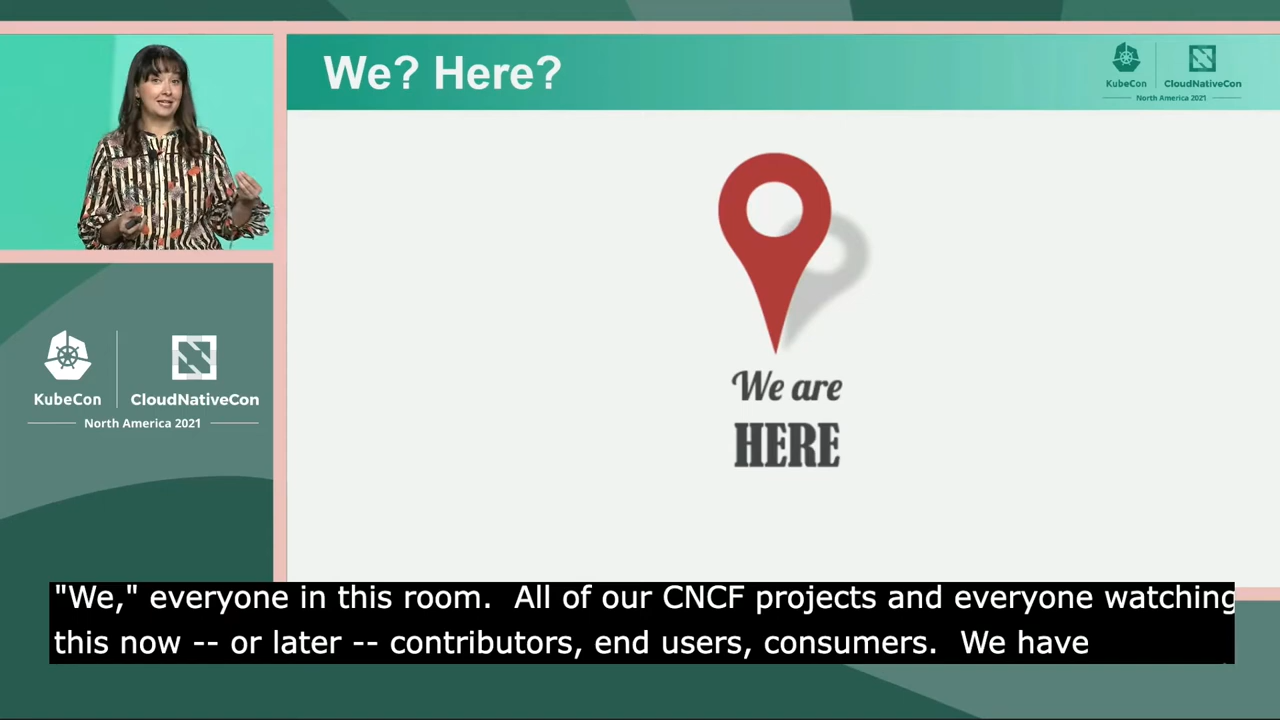 We? Here?
KubeCon
CloudNativeCon
North America 2021
We are
HERE
KubeCon
CloudNativeCon
North America 2021
"We," everyone in this room. All of our CNCF projects and everyone watching
this now -- or later -- contributors, end users, consumers. We have